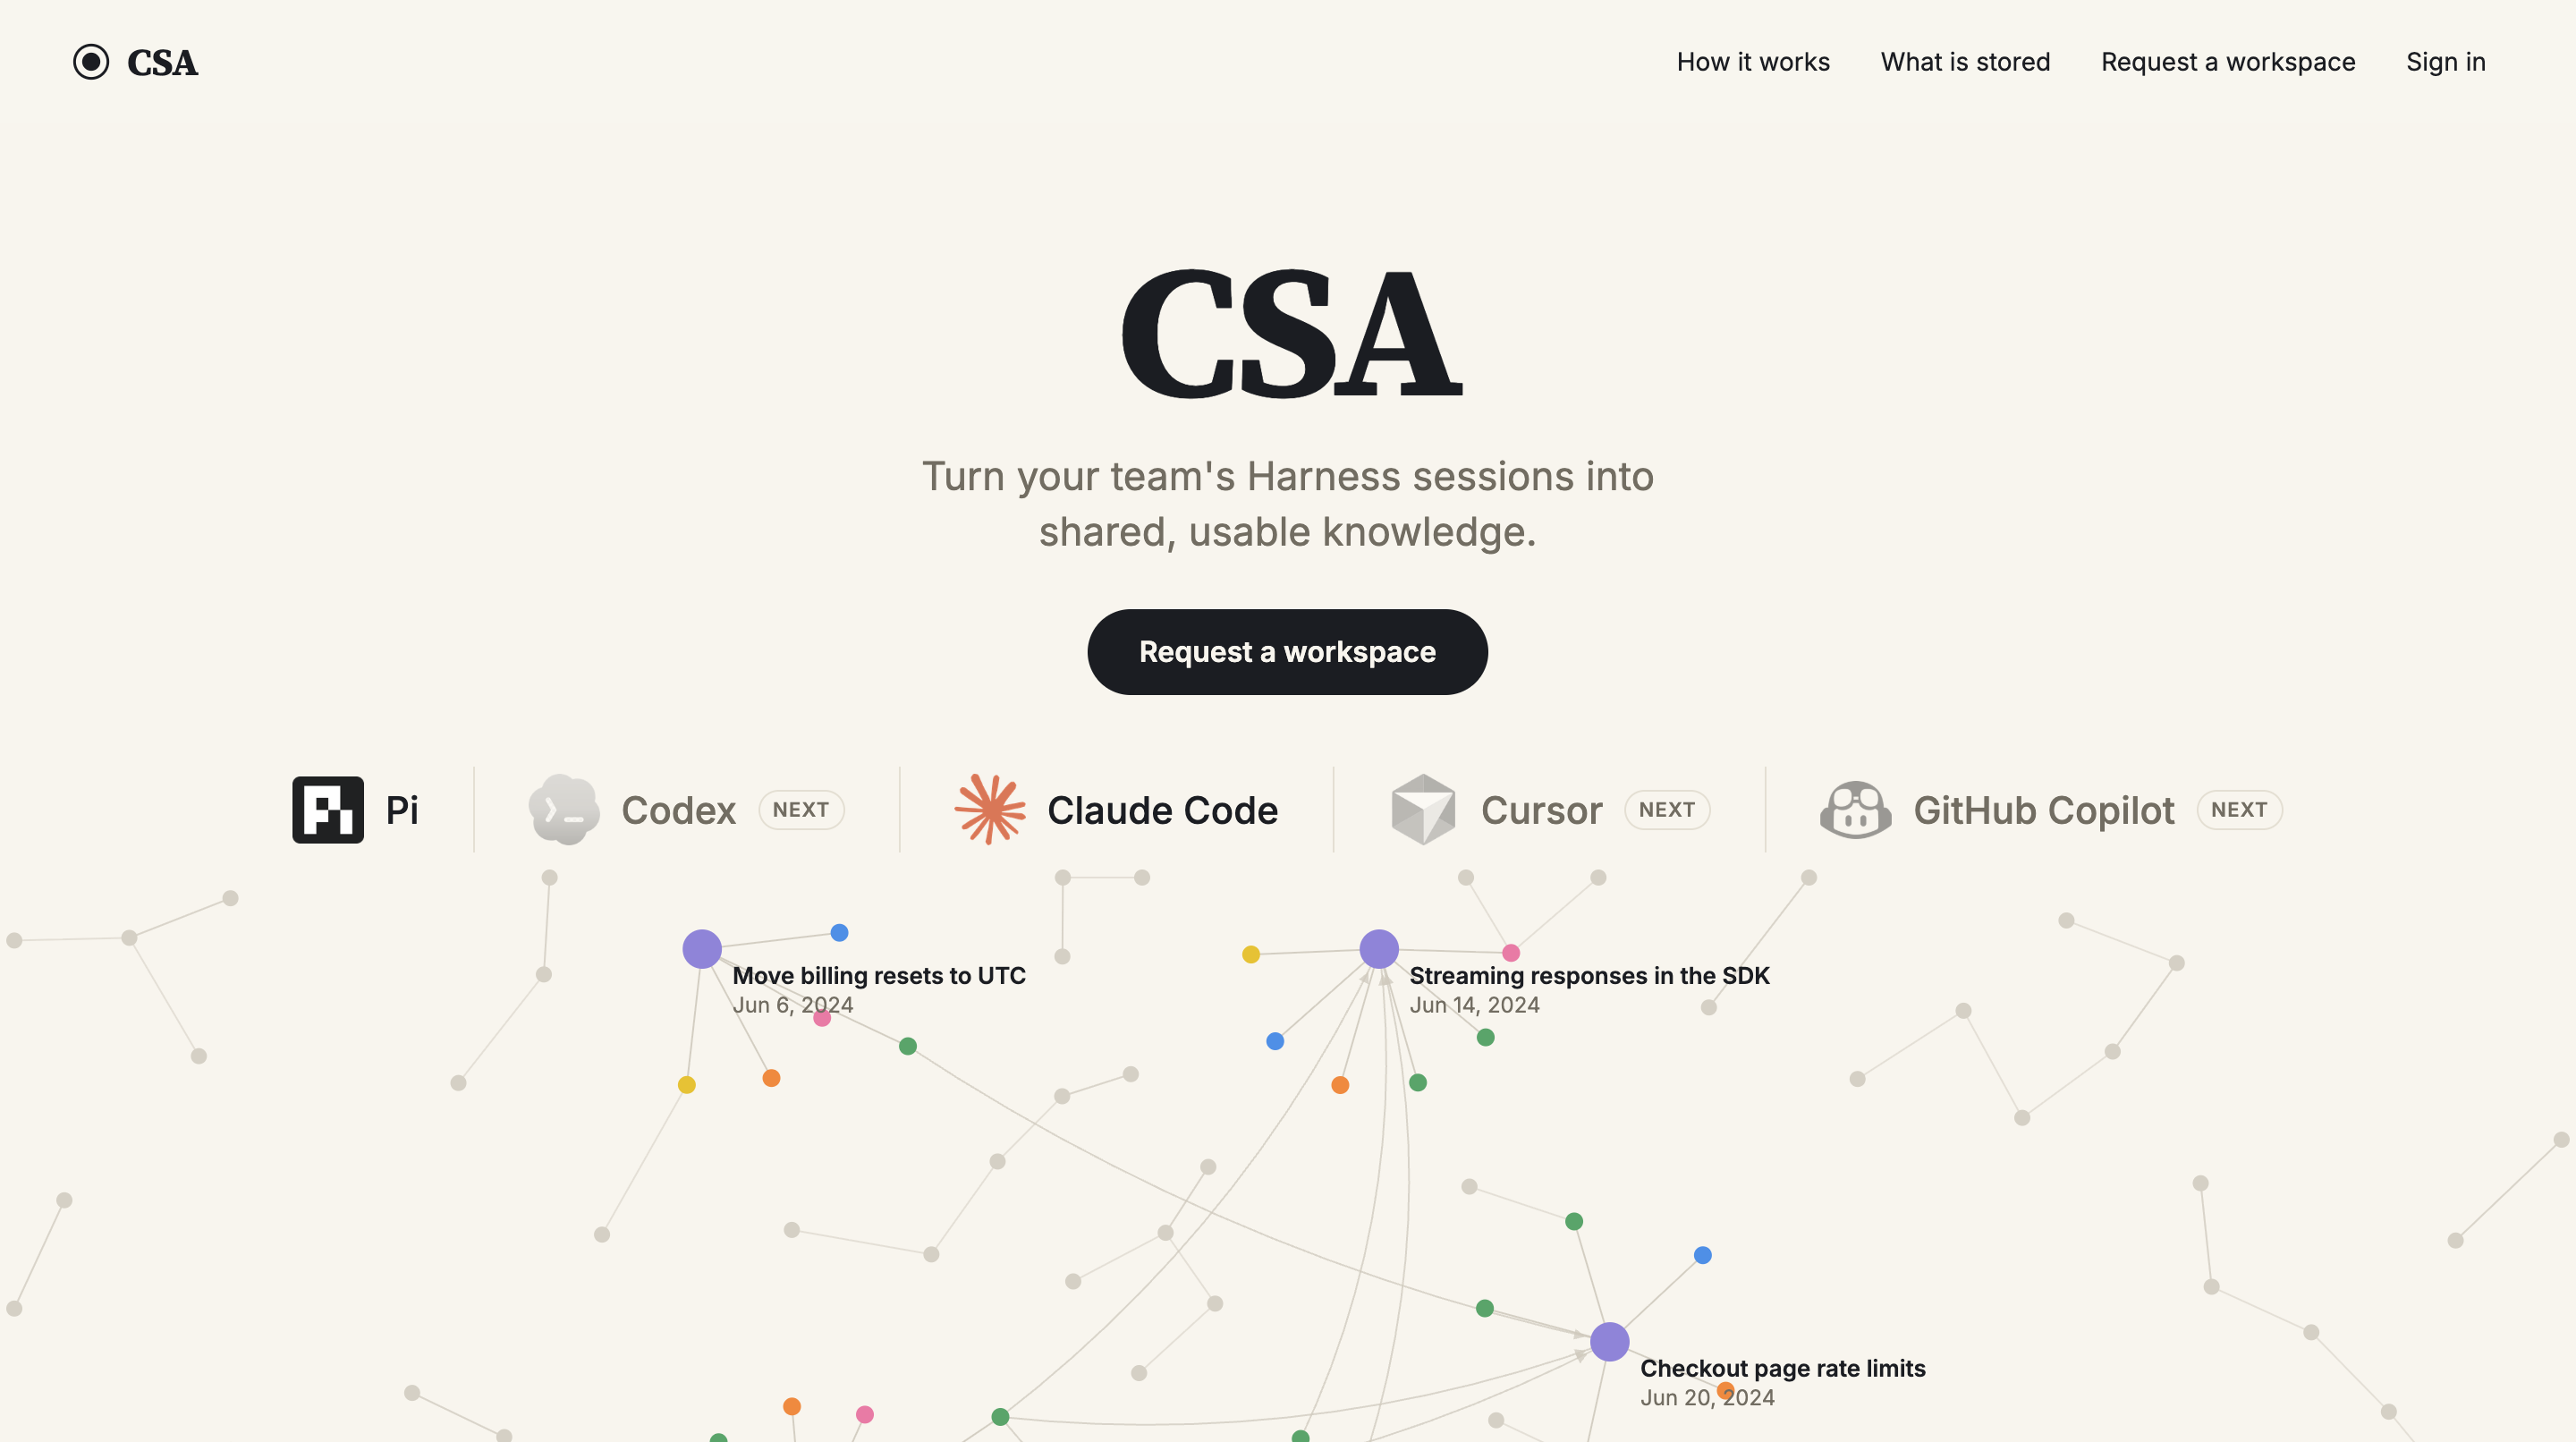 CSA
How it works
What is stored
Request a workspace
Sign in
CSA
Turn your team's Harness sessions into
shared, usable knowledge.
Request a workspace
Pi
Codex NEXT
Claude Code
Cursor NEXT
GitHub Copilot NEXT
Move billing resets to UTC
Jun 6, 2024
Streaming responses in the SDK
Jun 14, 2024
Checkout page rate limits
Jun 20, 2024